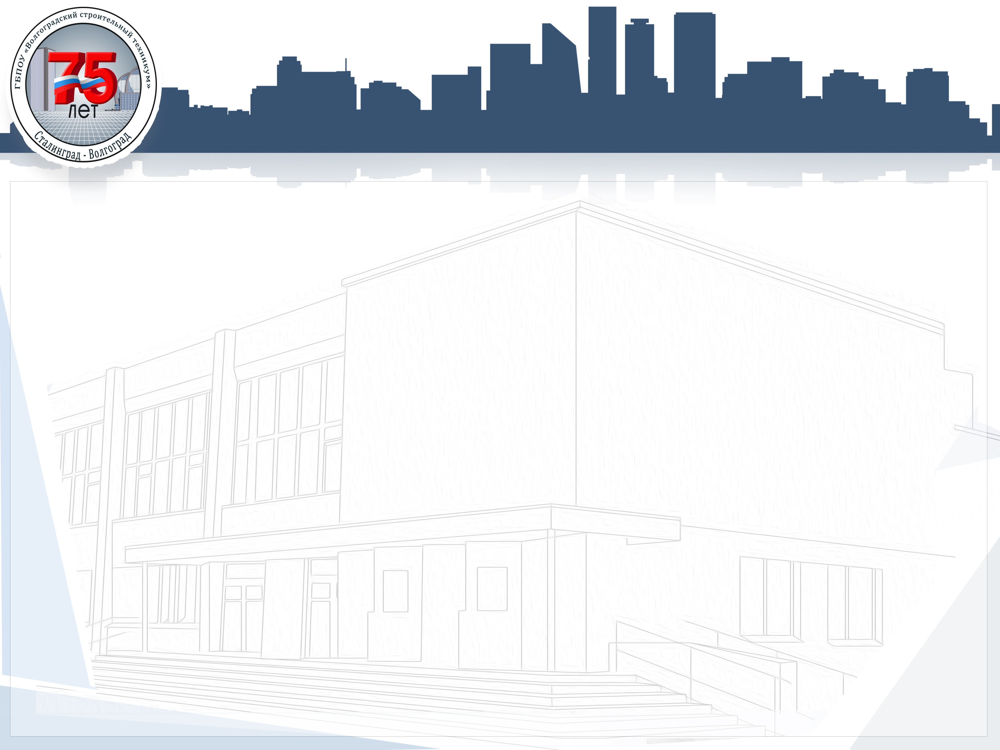 ГБПОУ «Волгоградский строительный техникум»
75
лет
Сталинград - Волгоград